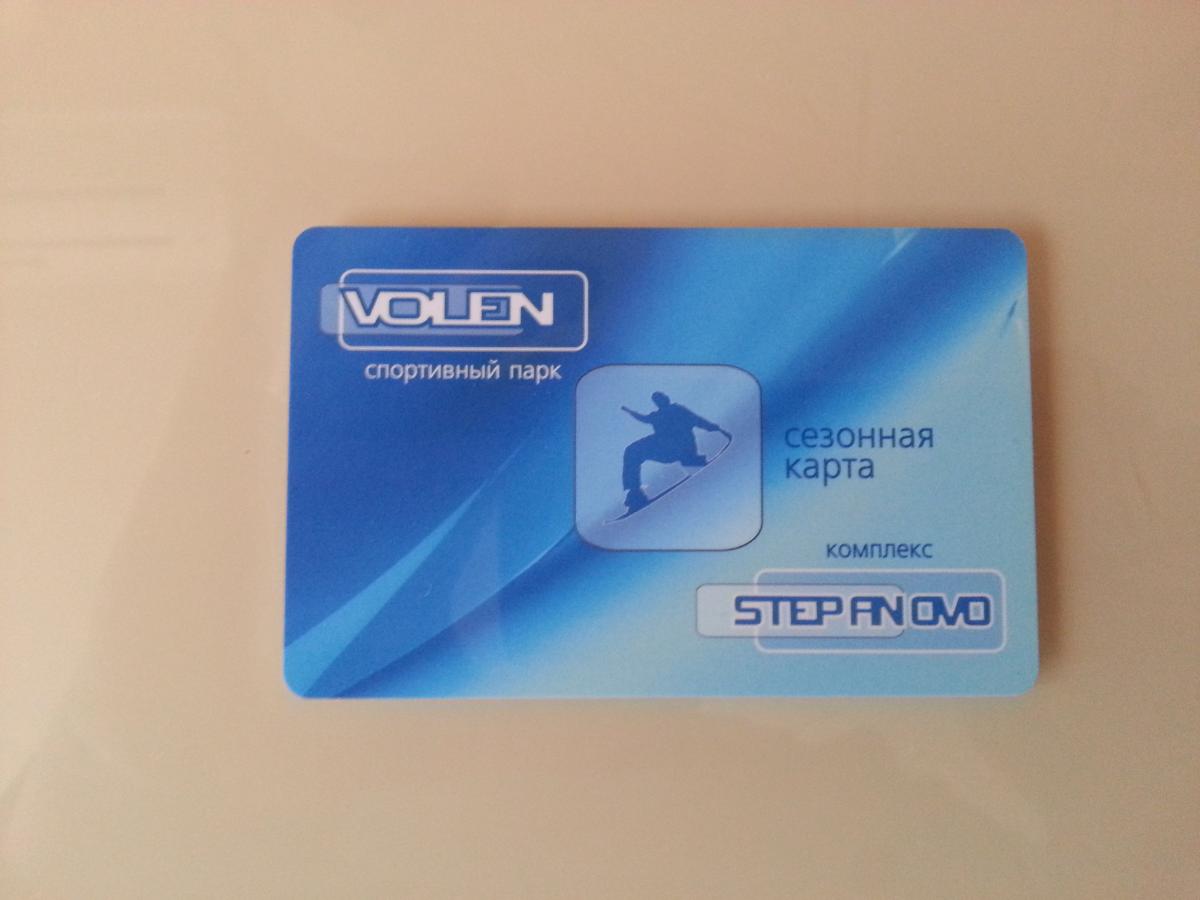 VOLEN
спортивный парк
сезонная
карта
комплекс
STEPANOVO